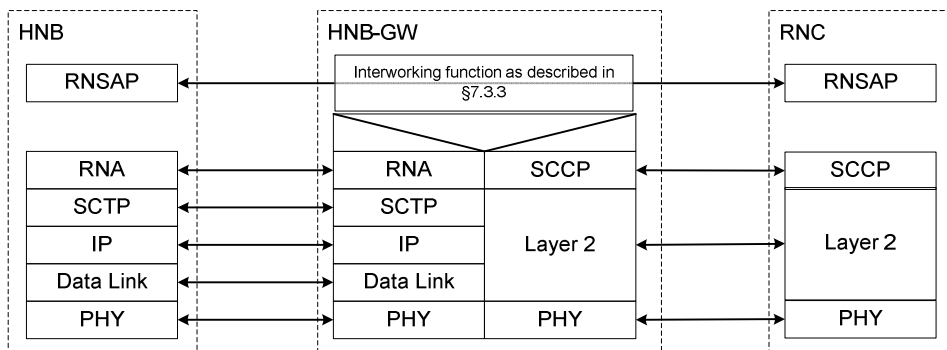 HNB
HNB-GW
RNC
RNSAP
Interworking function as described in
§7.3.3
RNSAP
RNA
RNA
SCCP
SCCP
SCTP
SCTP
IP
IP
Layer 2
Layer 2
Data Link
Data Link
PHY
PHY
PHY
PHY